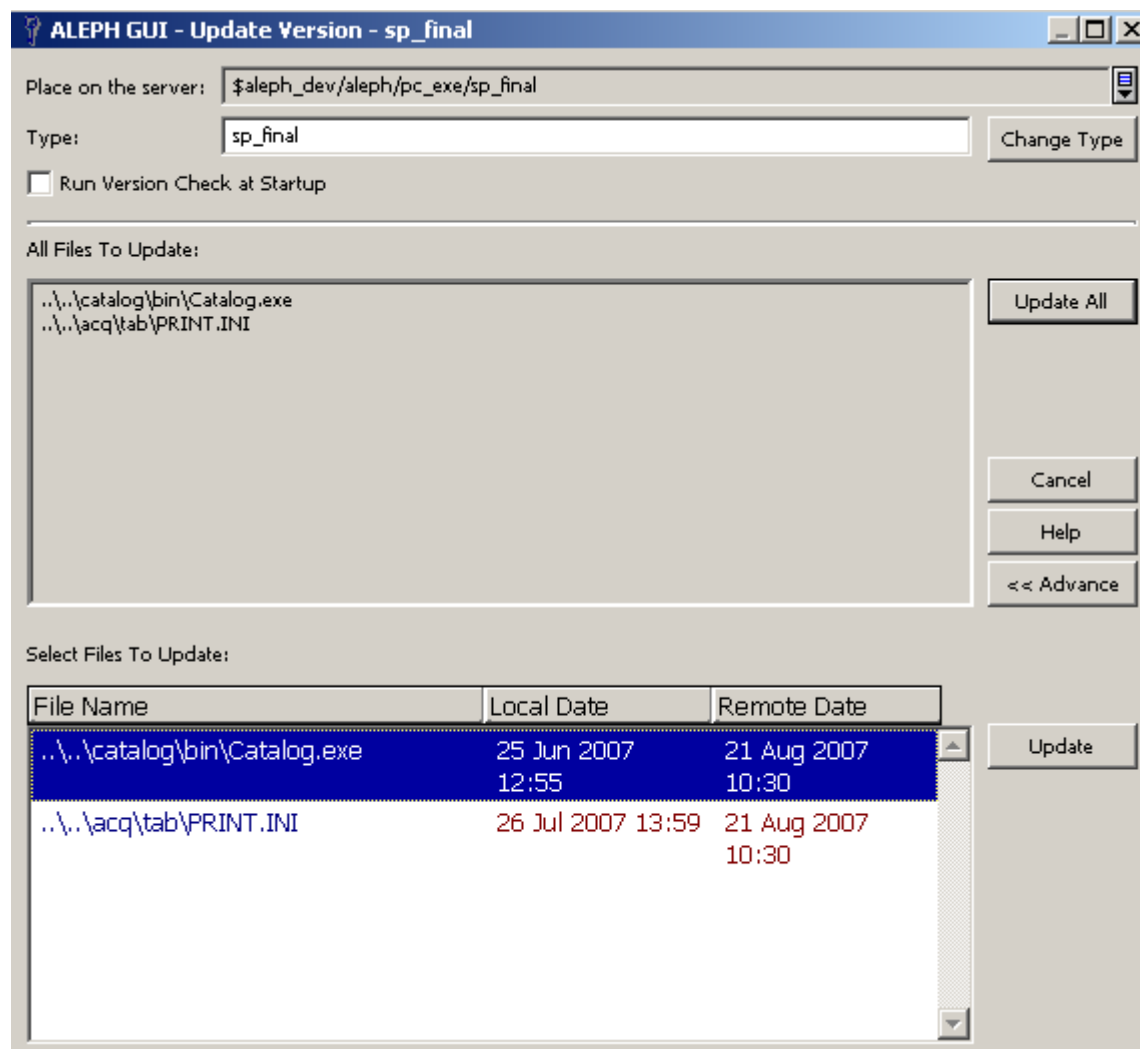 ALEPH GUI - Update Version - sp_final
Place on the server: $aleph_dev/aleph/pc_exe/sp_final
Type: sp_final Change Type
Run Version Check at Startup
All Files To Update:
..\..\catalog\bin\Catalog.exe Update All
..\..\acq\tab\PRINT.INI
Cancel
Help
<< Advance
Select Files To Update:
File Name Local Date Remote Date
..\..\catalog\bin\Catalog.exe 25 Jun 2007 21 Aug 2007 Update
12:55 10:30
..\..\acq\tab\PRINT.INI 26 Jul 2007 13:59 21 Aug 2007
10:30